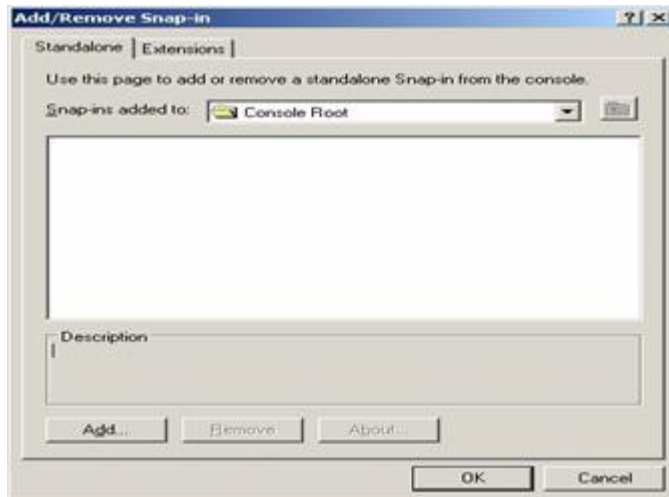 Add/Remove Snap-in
Standalone Extensions
Use this page to add or remove a standalone Snap-in from the console.
Snap-ins added to: Console Root
Description
Add... Remove About...
OK Cancel